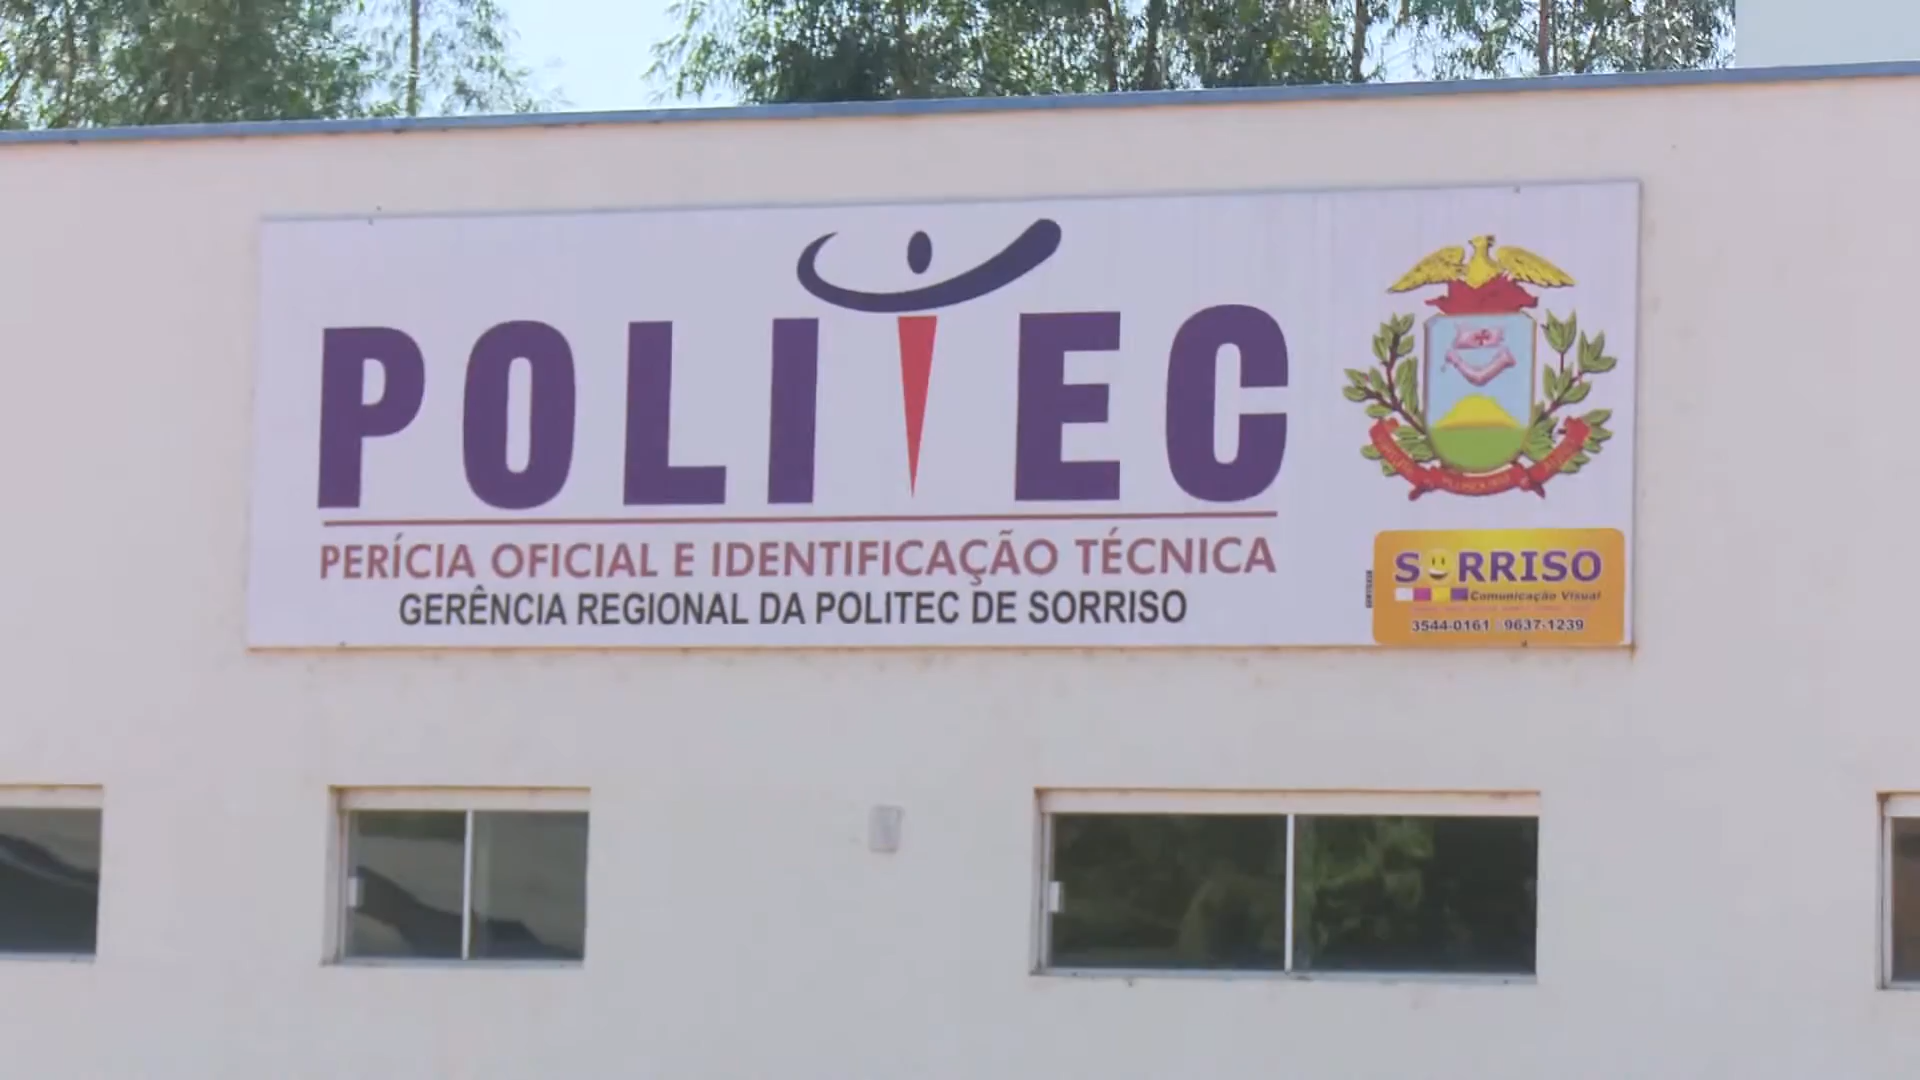 POLITEC
PERÍCIA OFICIAL E IDENTIFICAÇÃO TÉCNICA
GERÊNCIA REGIONAL DA POLITEC DE SORRISO
SORRISO
Comunicação Visual
3544-0161 9637-1239